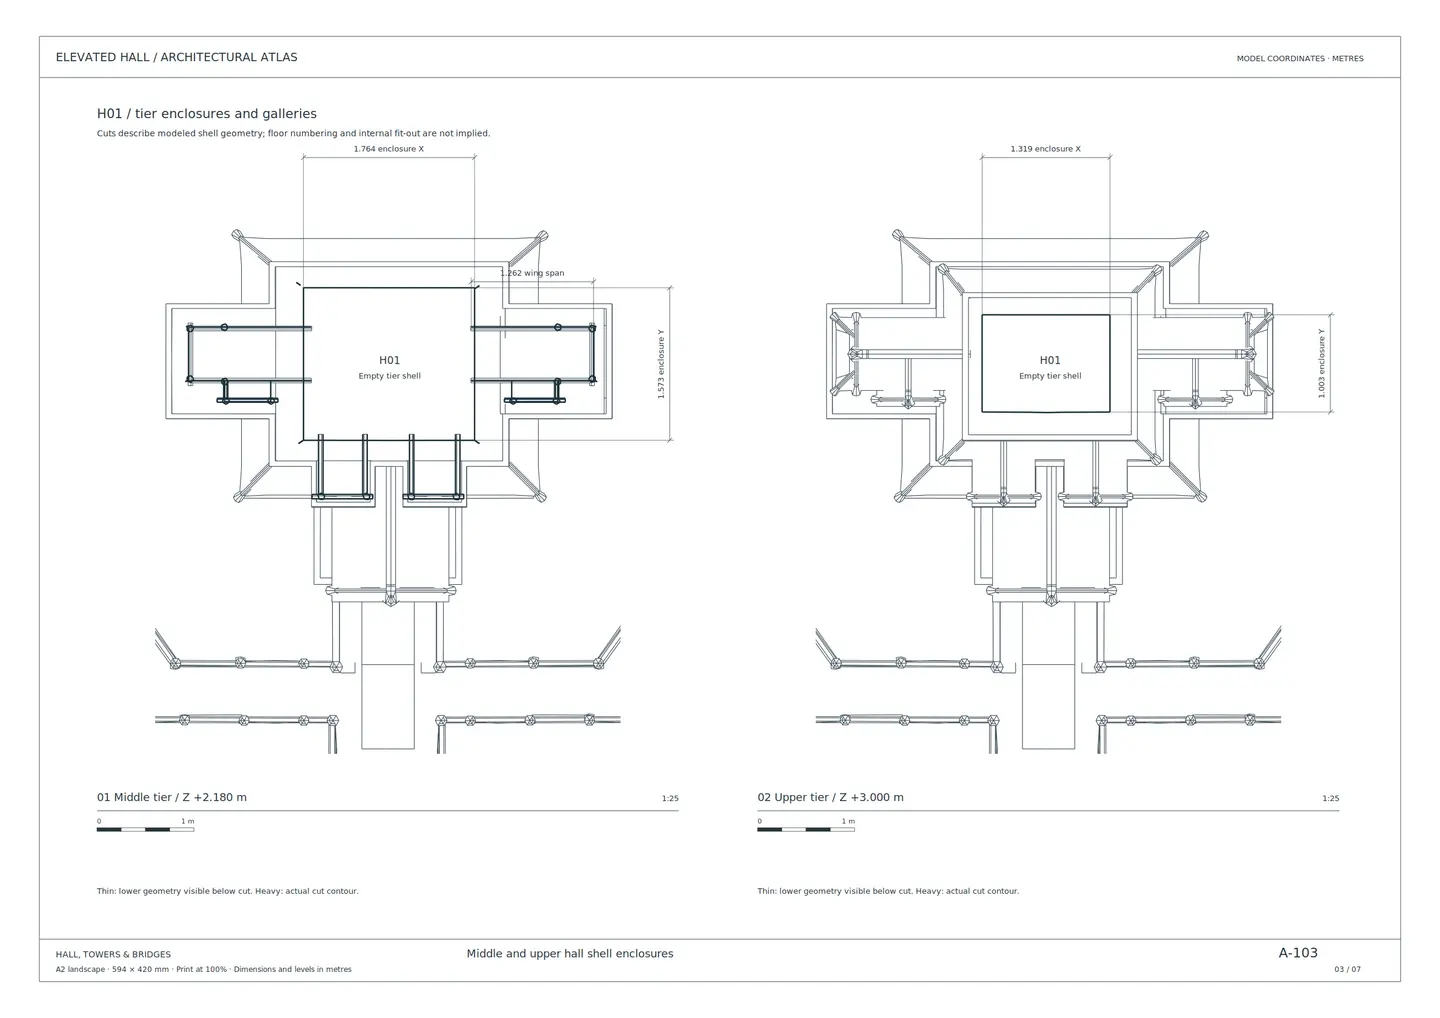 ELEVATED HALL / ARCHITECTURAL ATLAS
MODEL COORDINATES · METRES
H01 / tier enclosures and galleries
Cuts describe modeled shell geometry; floor numbering and internal fit-out are not implied.
1.764 enclosure X
1.262 wing span
1.573 enclosure Y
H01
Empty tier shell
1.319 enclosure X
1.003 enclosure Y
H01
Empty tier shell
01 Middle tier / Z +2.180 m
1:25
0
1 m
Thin: lower geometry visible below cut. Heavy: actual cut contour.
02 Upper tier / Z +3.000 m
1:25
0
1 m
Thin: lower geometry visible below cut. Heavy: actual cut contour.
HALL, TOWERS & BRIDGES
A2 landscape · 594 × 420 mm · Print at 100% · Dimensions and levels in metres
Middle and upper hall shell enclosures
A-103
03 / 07